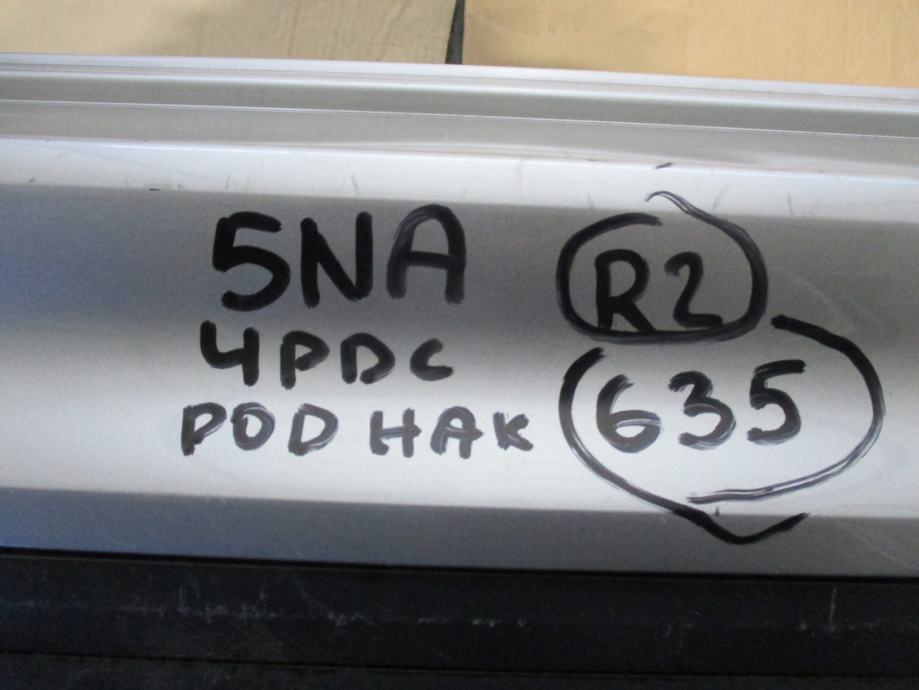 5NA R2
4PDC 635
POD HAK